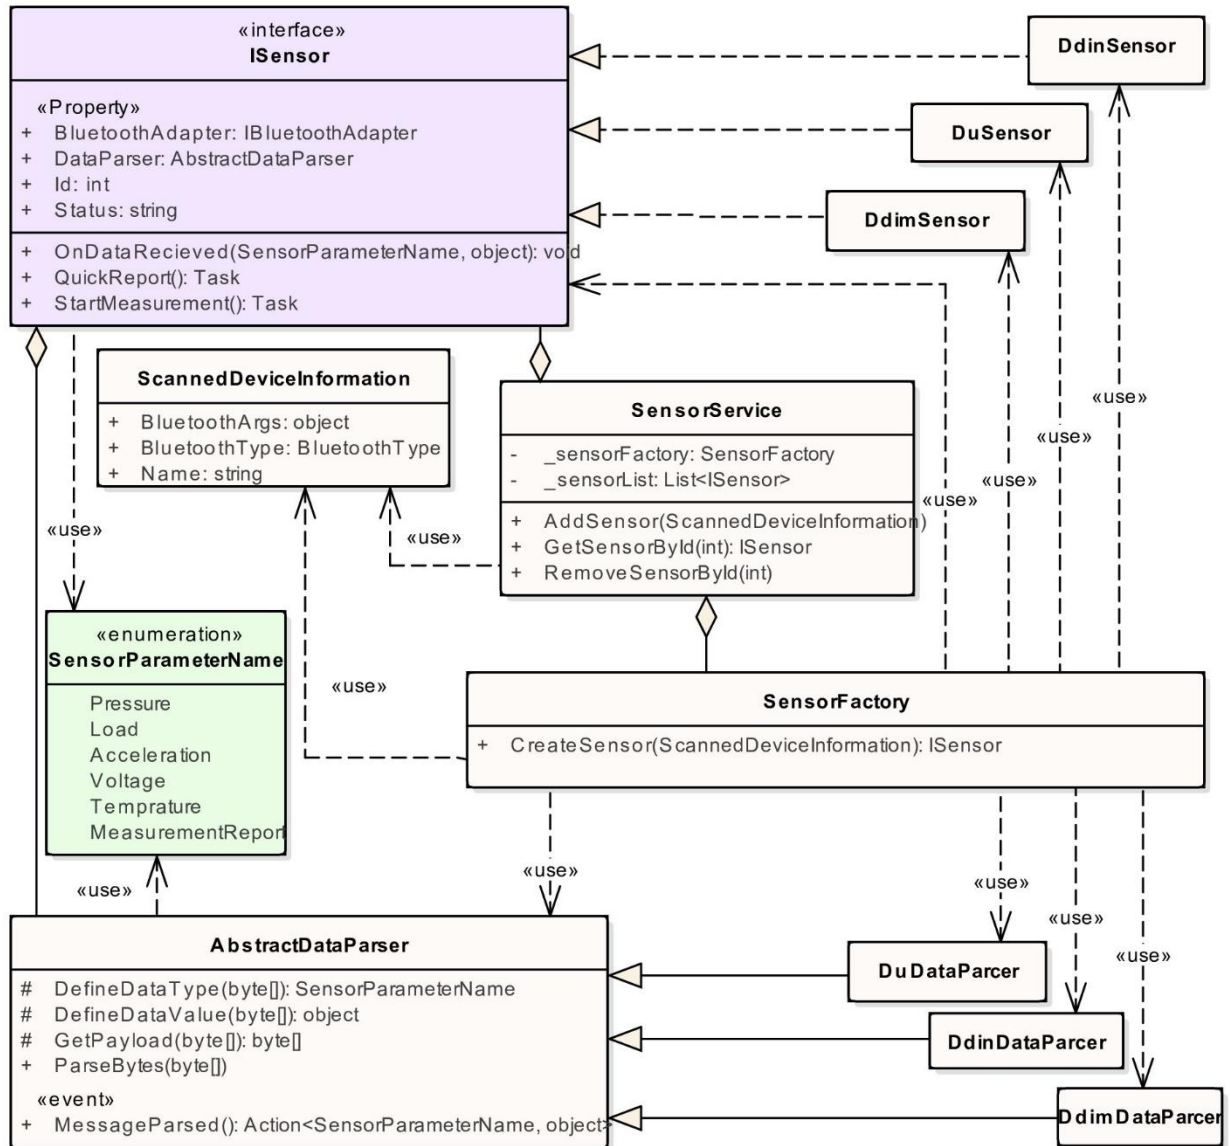 «interface»
ISensor
«Property»
+ BluetoothAdapter: IBluetoothAdapter
+ DataParser: AbstractDataParser
+ Id: int
+ Status: string
+ OnDataRecieved(SensorParameterName, object): void
+ QuickReport(): Task
+ StartMeasurement(): Task
DdinSensor
DuSensor
DdimSensor
ScannedDeviceInformation
+ BluetoothArgs: object
+ BluetoothType: BluetoothType
+ Name: string
SensorService
- _sensorFactory: SensorFactory
- _sensorList: List<ISensor>
+ AddSensor(ScannedDeviceInformation)
+ GetSensorById(int): ISensor
+ RemoveSensorById(int)
«use»
«use»
«use»
«use»
«use»
«use»
«enumeration»
SensorParameterName
Pressure
Load
Acceleration
Voltage
Temprature
MeasurementReport
«use»
SensorFactory
+ CreateSensor(ScannedDeviceInformation): ISensor
«use»
«use»
«use»
«use»
«use»
AbstractDataParser
# DefineDataType(byte[]): SensorParameterName
# DefineDataValue(byte[]): object
# GetPayload(byte[]): byte[]
+ ParseBytes(byte[])
«event»
+ MessageParsed(): Action<SensorParameterName, object>
DuDataParcer
DdinDataParcer
DdimDataParcer